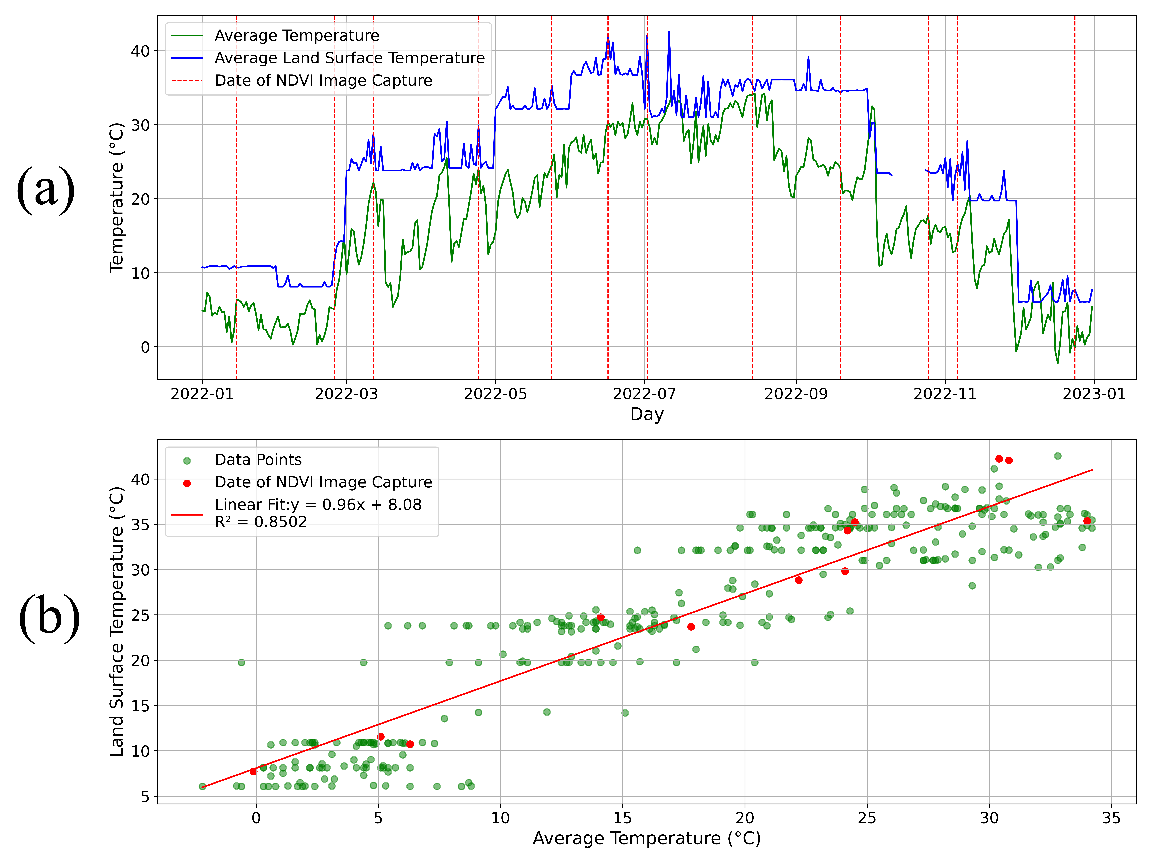 (a)
Average Temperature
Average Land Surface Temperature
Date of NDVI Image Capture
Temperature (°C)
40
30
20
10
0
2022-01 2022-03 2022-05 2022-07 2022-09 2022-11 2023-01
Day
(b)
Data Points
Date of NDVI Image Capture
Linear Fit:y = 0.96x + 8.08
R² = 0.8502
Land Surface Temperature (°C)
40
35
30
25
20
15
10
5
0 5 10 15 20 25 30 35
Average Temperature (°C)